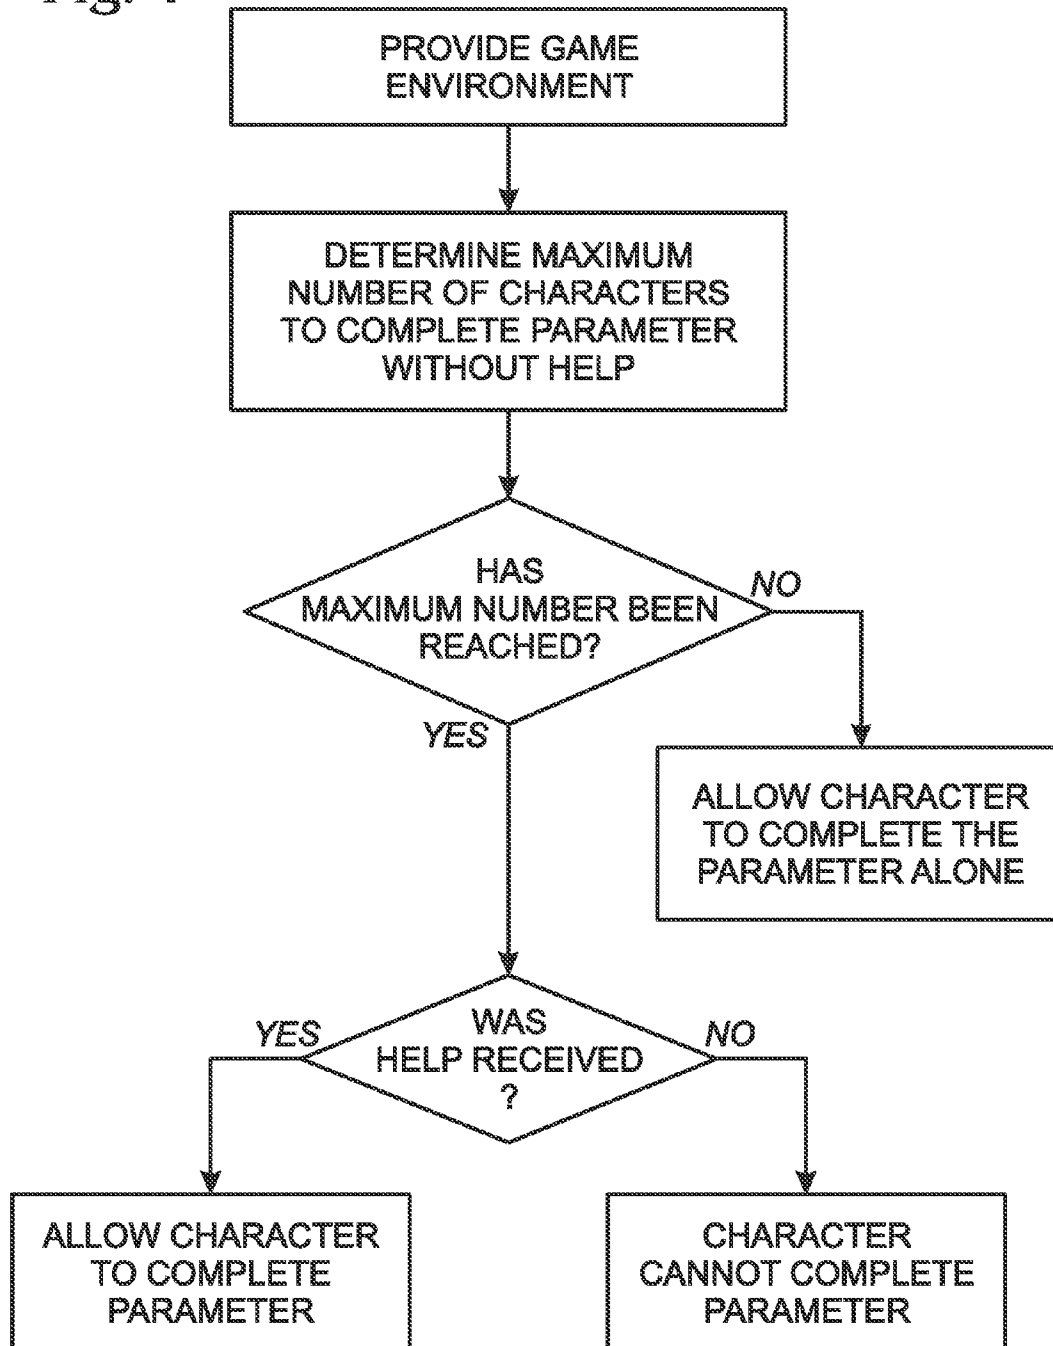 Fig.
PROVIDE GAME
ENVIRONMENT
DETERMINE MAXIMUM
NUMBER OF CHARACTERS
TO COMPLETE PARAMETER
WITHOUT HELP
HAS
MAXIMUM NUMBER BEEN
REACHED?
NO
YES
ALLOW CHARACTER
TO COMPLETE THE
PARAMETER ALONE
YES
WAS
HELP RECEIVED
?
NO
ALLOW CHARACTER
TO COMPLETE
PARAMETER
CHARACTER
CANNOT COMPLETE
PARAMETER